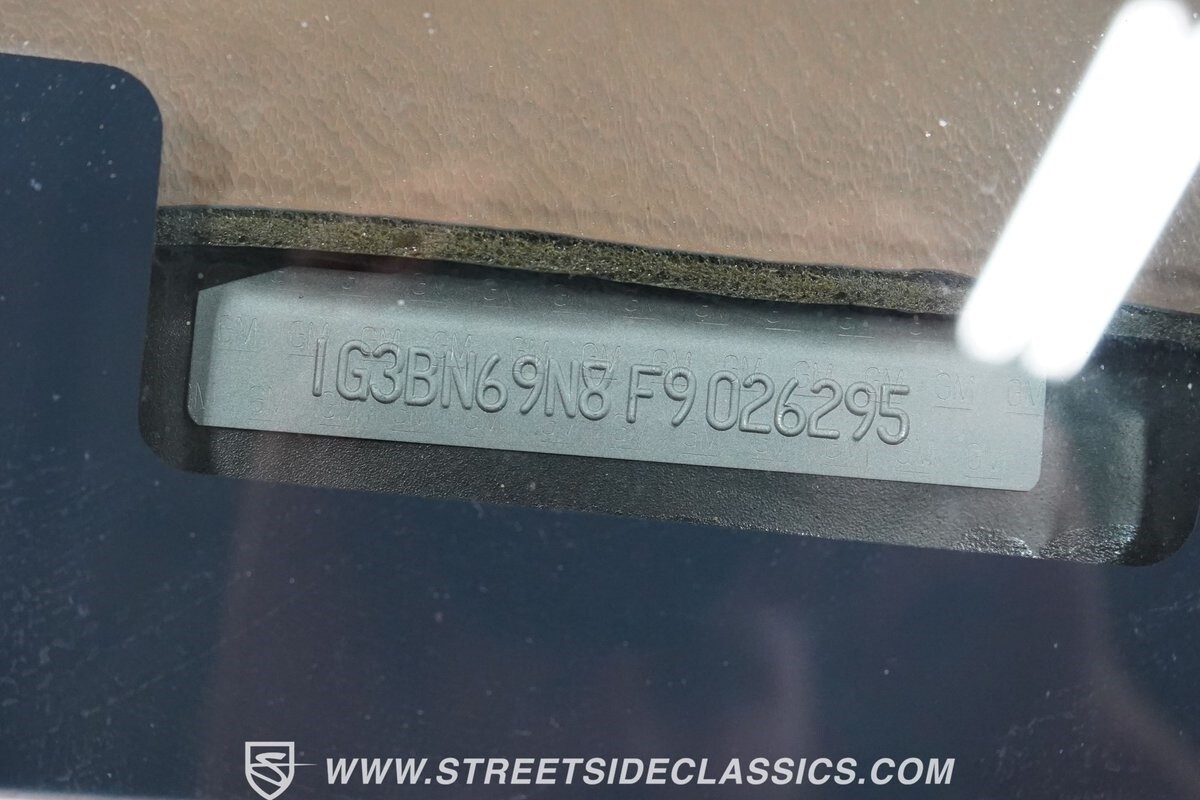 1G3BN69N8F9026295
WWW.STREETSIDECLASSICS.COM